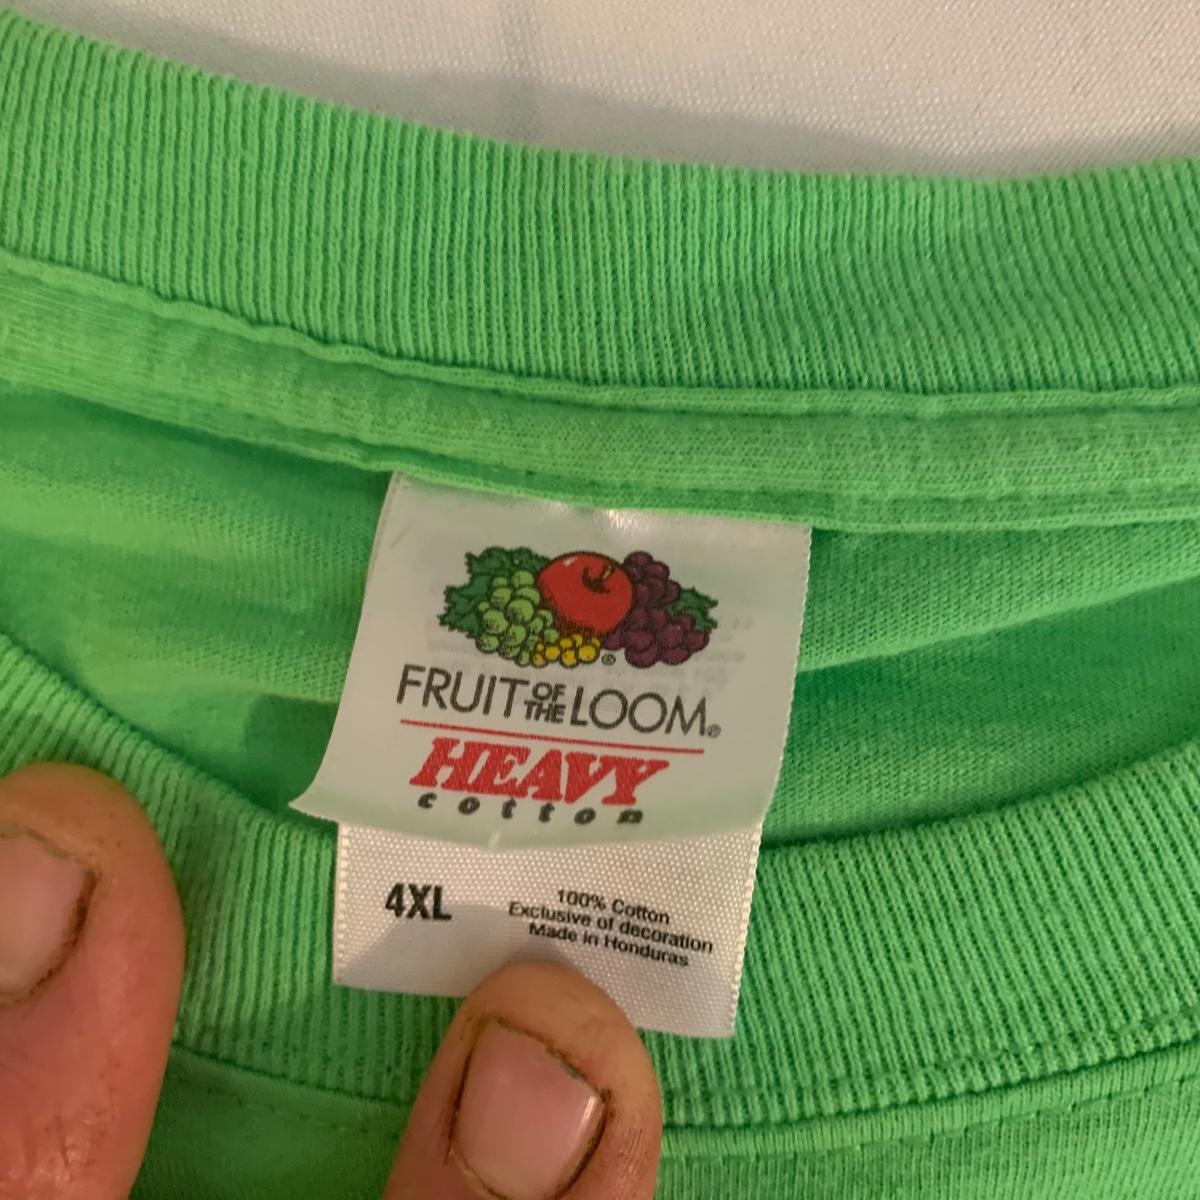 FRUIT OF THE LOOM®
HEAVY
cotton
4XL
100% Cotton
Exclusive of decoration
Made in Honduras